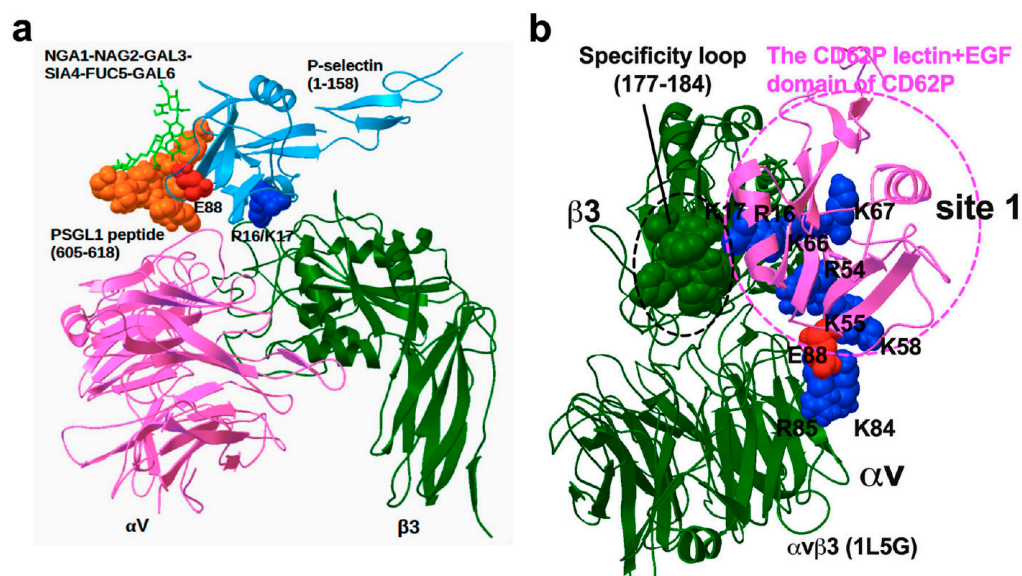 a
NGA1-NAG2-GAL3-
SIA4-FUC5-GAL6
P-selectin
(1-158)
E88
R16/K17
PSGL1 peptide
(605-618)
αV
β3
b
Specificity loop
(177-184)
The CD62P lectin+EGF
domain of CD62P
β3
K17
R16
K67
site 1
K66
R54
K55
K58
E88
R85
K84
αV
αvβ3 (1L5G)